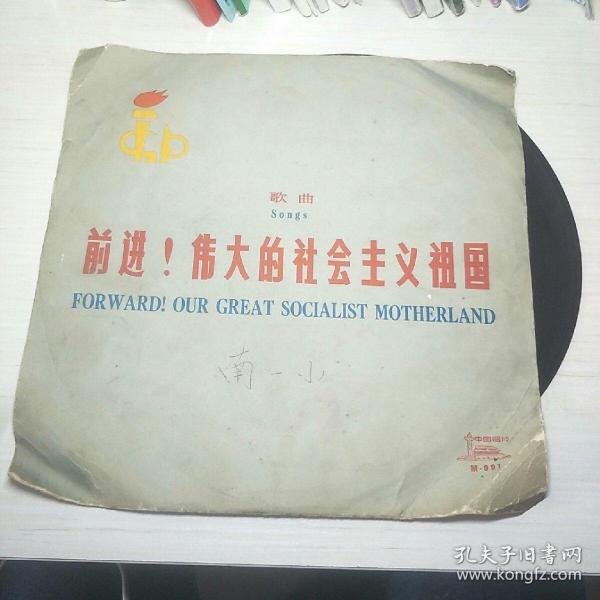 歌曲
Songs
前进！伟大的社会主义祖国
FORWARD! OUR GREAT SOCIALIST MOTHERLAND
南一小
中国唱片
M-991
孔夫子旧书网
www.kongfz.com